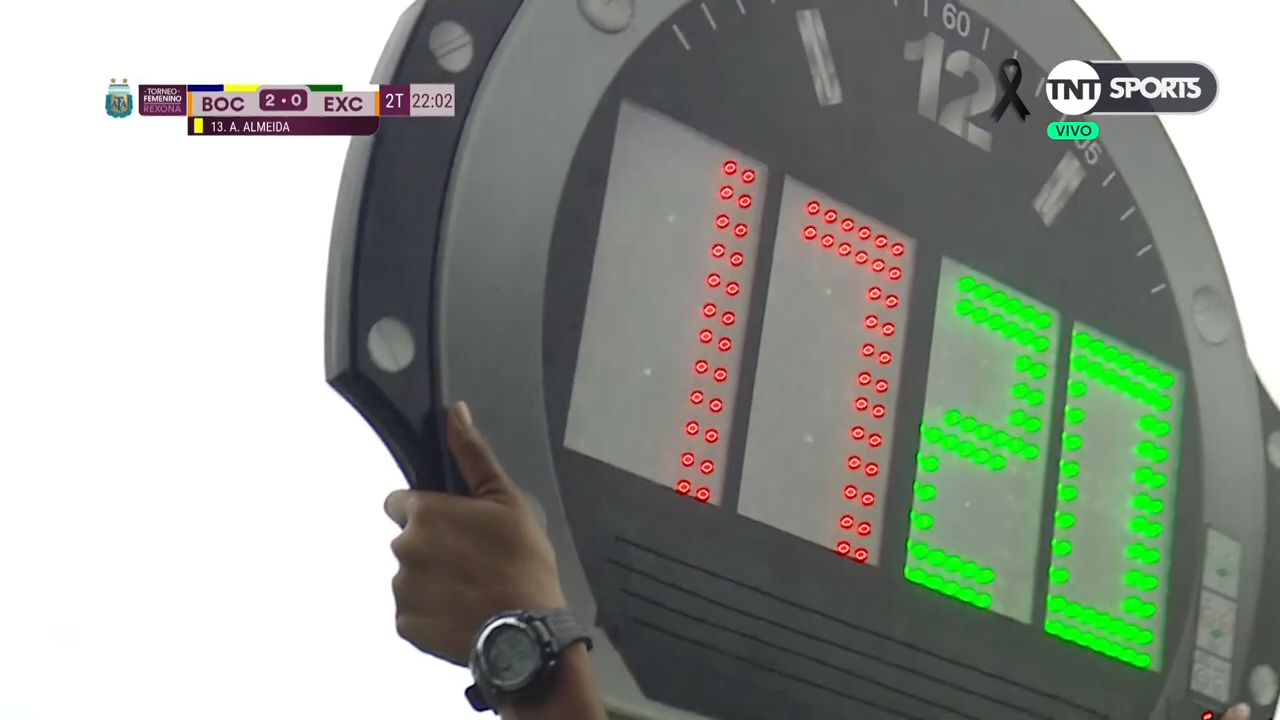 60
12
05
TORNEO
FEMENINO
REXONA
BOC 2-0 EXC 2T 22:02
13. A. ALMEIDA
TNT SPORTS
VIVO
17 20